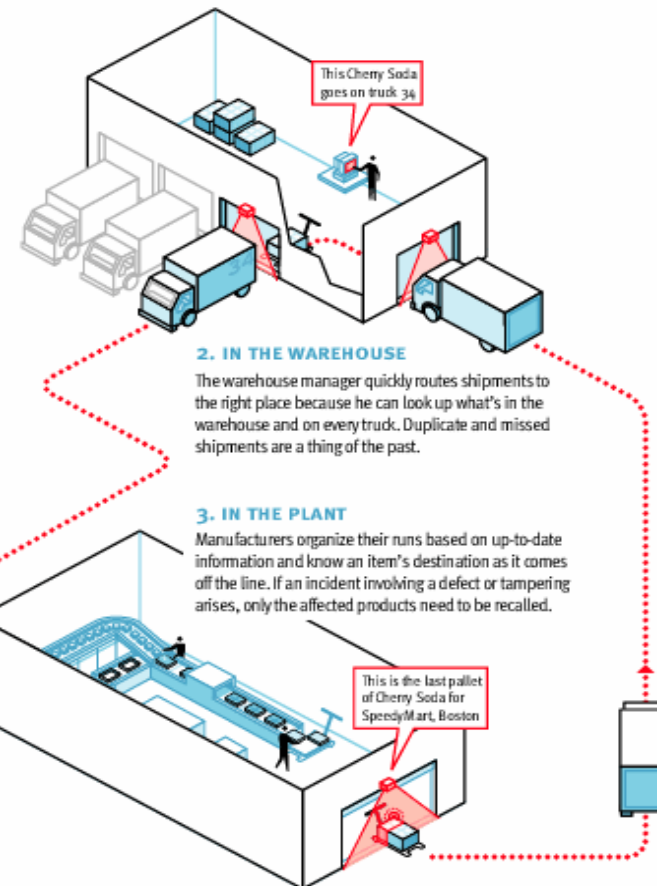 This Cherry Soda
goes on truck 34
34
2. IN THE WAREHOUSE
The warehouse manager quickly routes shipments to
the right place because he can look up what's in the
warehouse and on every truck. Duplicate and missed
shipments are a thing of the past.
3. IN THE PLANT
Manufacturers organize their runs based on up-to-date
information and know an item's destination as it comes
off the line. If an incident involving a defect or tampering
arises, only the affected products need to be recalled.
This is the last pallet
of Cherry Soda for
SpeedyMart, Boston